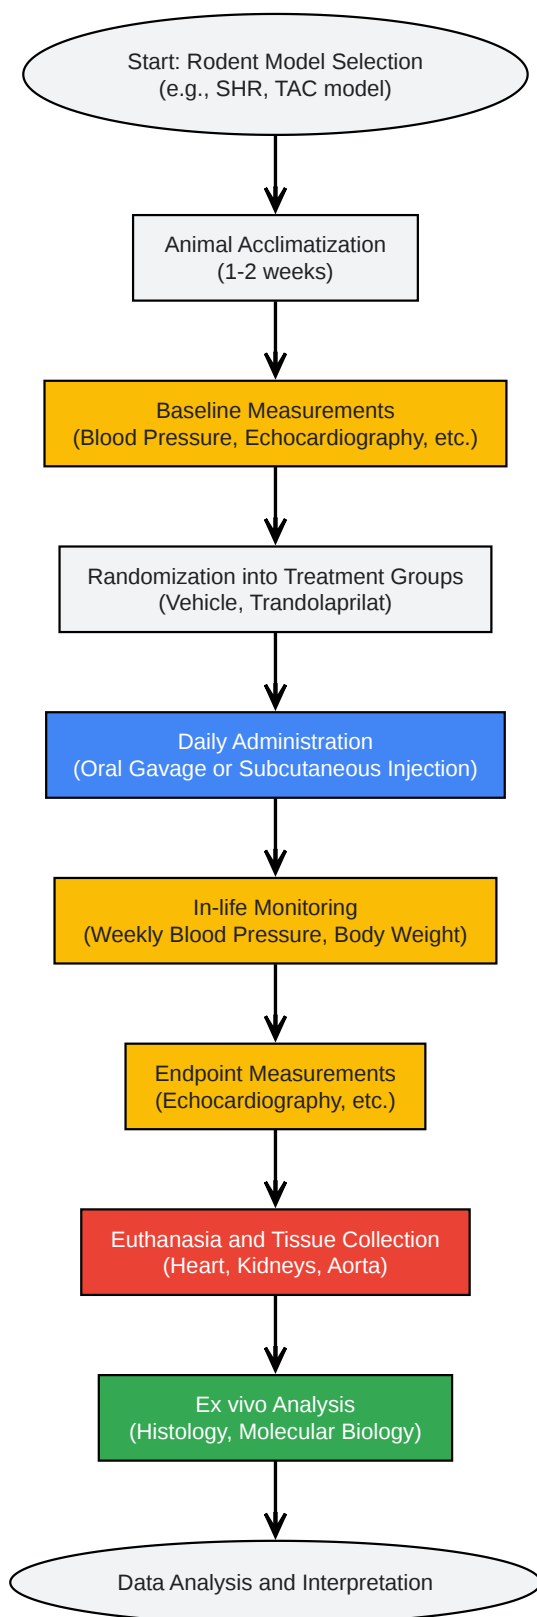 Start: Rodent Model Selection
(e.g., SHR, TAC model)
Animal Acclimatization
(1-2 weeks)
Baseline Measurements
(Blood Pressure, Echocardiography, etc.)
Randomization into Treatment Groups
(Vehicle, Trandolaprilat)
Daily Administration
(Oral Gavage or Subcutaneous Injection)
In-life Monitoring
(Weekly Blood Pressure, Body Weight)
Endpoint Measurements
(Echocardiography, etc.)
Euthanasia and Tissue Collection
(Heart, Kidneys, Aorta)
Ex vivo Analysis
(Histology, Molecular Biology)
Data Analysis and Interpretation